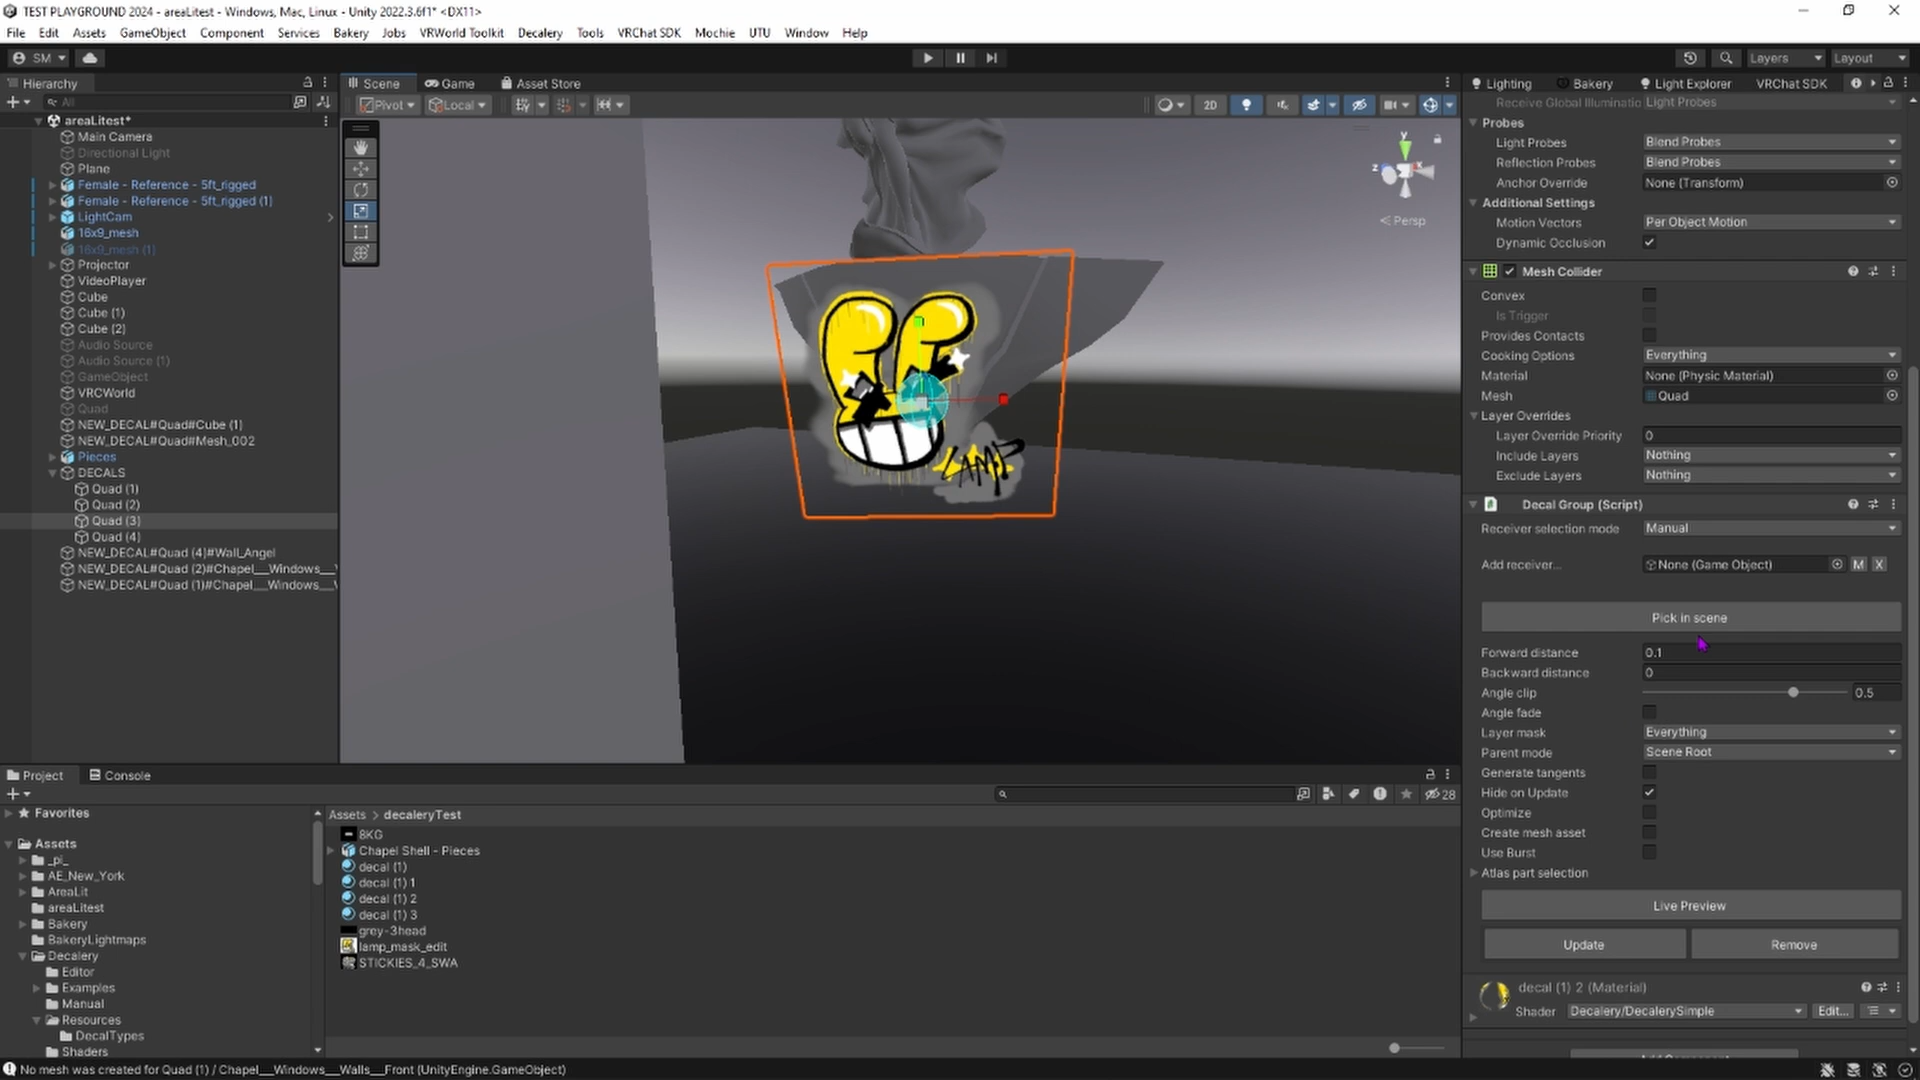 TEST PLAYGROUND 2024 - areaLitest - Windows, Mac, Linux - Unity 2022.3.6f1* <DX11>
File Edit Assets GameObject Component Services Bakery Jobs VRWorld Toolkit Decalery Tools VRChat SDK Mochie UTU Window Help
SM Layers Layout
Hierarchy
All
areaLitest*
Main Camera
Directional Light
Plane
Female - Reference - 5ft_rigged
Female - Reference - 5ft_rigged (1)
LightCam
16x9_mesh
16x9_mesh (1)
Projector
VideoPlayer
Cube
Cube (1)
Cube (2)
Audio Source
Audio Source (1)
GameObject
VRCWorld
Quad
NEW_DECAL#Quad#Cube (1)
NEW_DECAL#Quad#Mesh_002
Pieces
DECALS
Quad (1)
Quad (2)
Quad (3)
Quad (4)
NEW_DECAL#Quad (4)#Wall_Angel
NEW_DECAL#Quad (2)#Chapel__Windows__
NEW_DECAL#Quad (1)#Chapel__Windows__
Scene Game Asset Store
Pivot Local 2D
y
z x
< Persp
LAMP
Lighting Bakery Light Explorer VRChat SDK
Receive Global Illuminatio Light Probes
Probes
Light Probes Blend Probes
Reflection Probes Blend Probes
Anchor Override None (Transform)
Additional Settings
Motion Vectors Per Object Motion
Dynamic Occlusion
Mesh Collider
Convex
Is Trigger
Provides Contacts
Cooking Options Everything
Material None (Physic Material)
Mesh Quad
Layer Overrides
Layer Override Priority 0
Include Layers Nothing
Exclude Layers Nothing
Decal Group (Script)
Receiver selection mode Manual
Add receiver... None (Game Object) M X
Pick in scene
Forward distance 0.1
Backward distance 0
Angle clip 0.5
Angle fade
Layer mask Everything
Parent mode Scene Root
Generate tangents
Hide on Update
Optimize
Create mesh asset
Use Burst
Atlas part selection
Live Preview
Update Remove
decal (1) 2 (Material)
Shader Decalery/DecalerySimple Edit...
Project Console
28
Favorites
Assets
_pi_
AE_New_York
AreaLit
areaLitest
Bakery
BakeryLightmaps
Decalery
Editor
Examples
Manual
Resources
DecalTypes
Shaders
Assets > decaleryTest
8KG
Chapel Shell - Pieces
decal (1)
decal (1) 1
decal (1) 2
decal (1) 3
grey-3head
lamp_mask_edit
STICKIES_4_SWA
No mesh was created for Quad (1) / Chapel__Windows__Walls__Front (UnityEngine.GameObject)